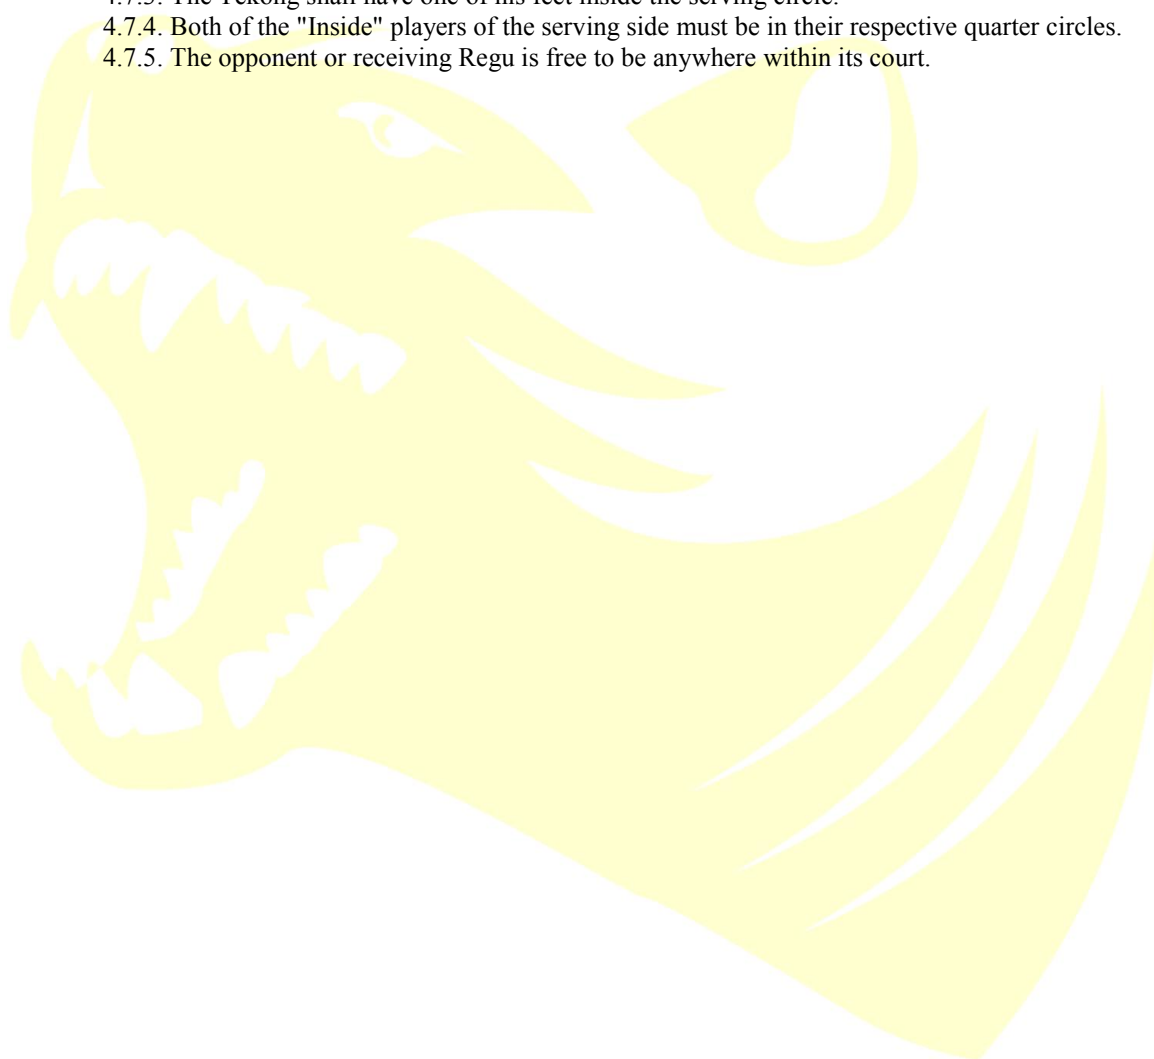 4.7.3. The Tekong shall have one of his feet inside the serving circle.
4.7.4. Both of the "Inside" players of the serving side must be in their respective quarter circles.
4.7.5. The opponent or receiving Regu is free to be anywhere within its court.